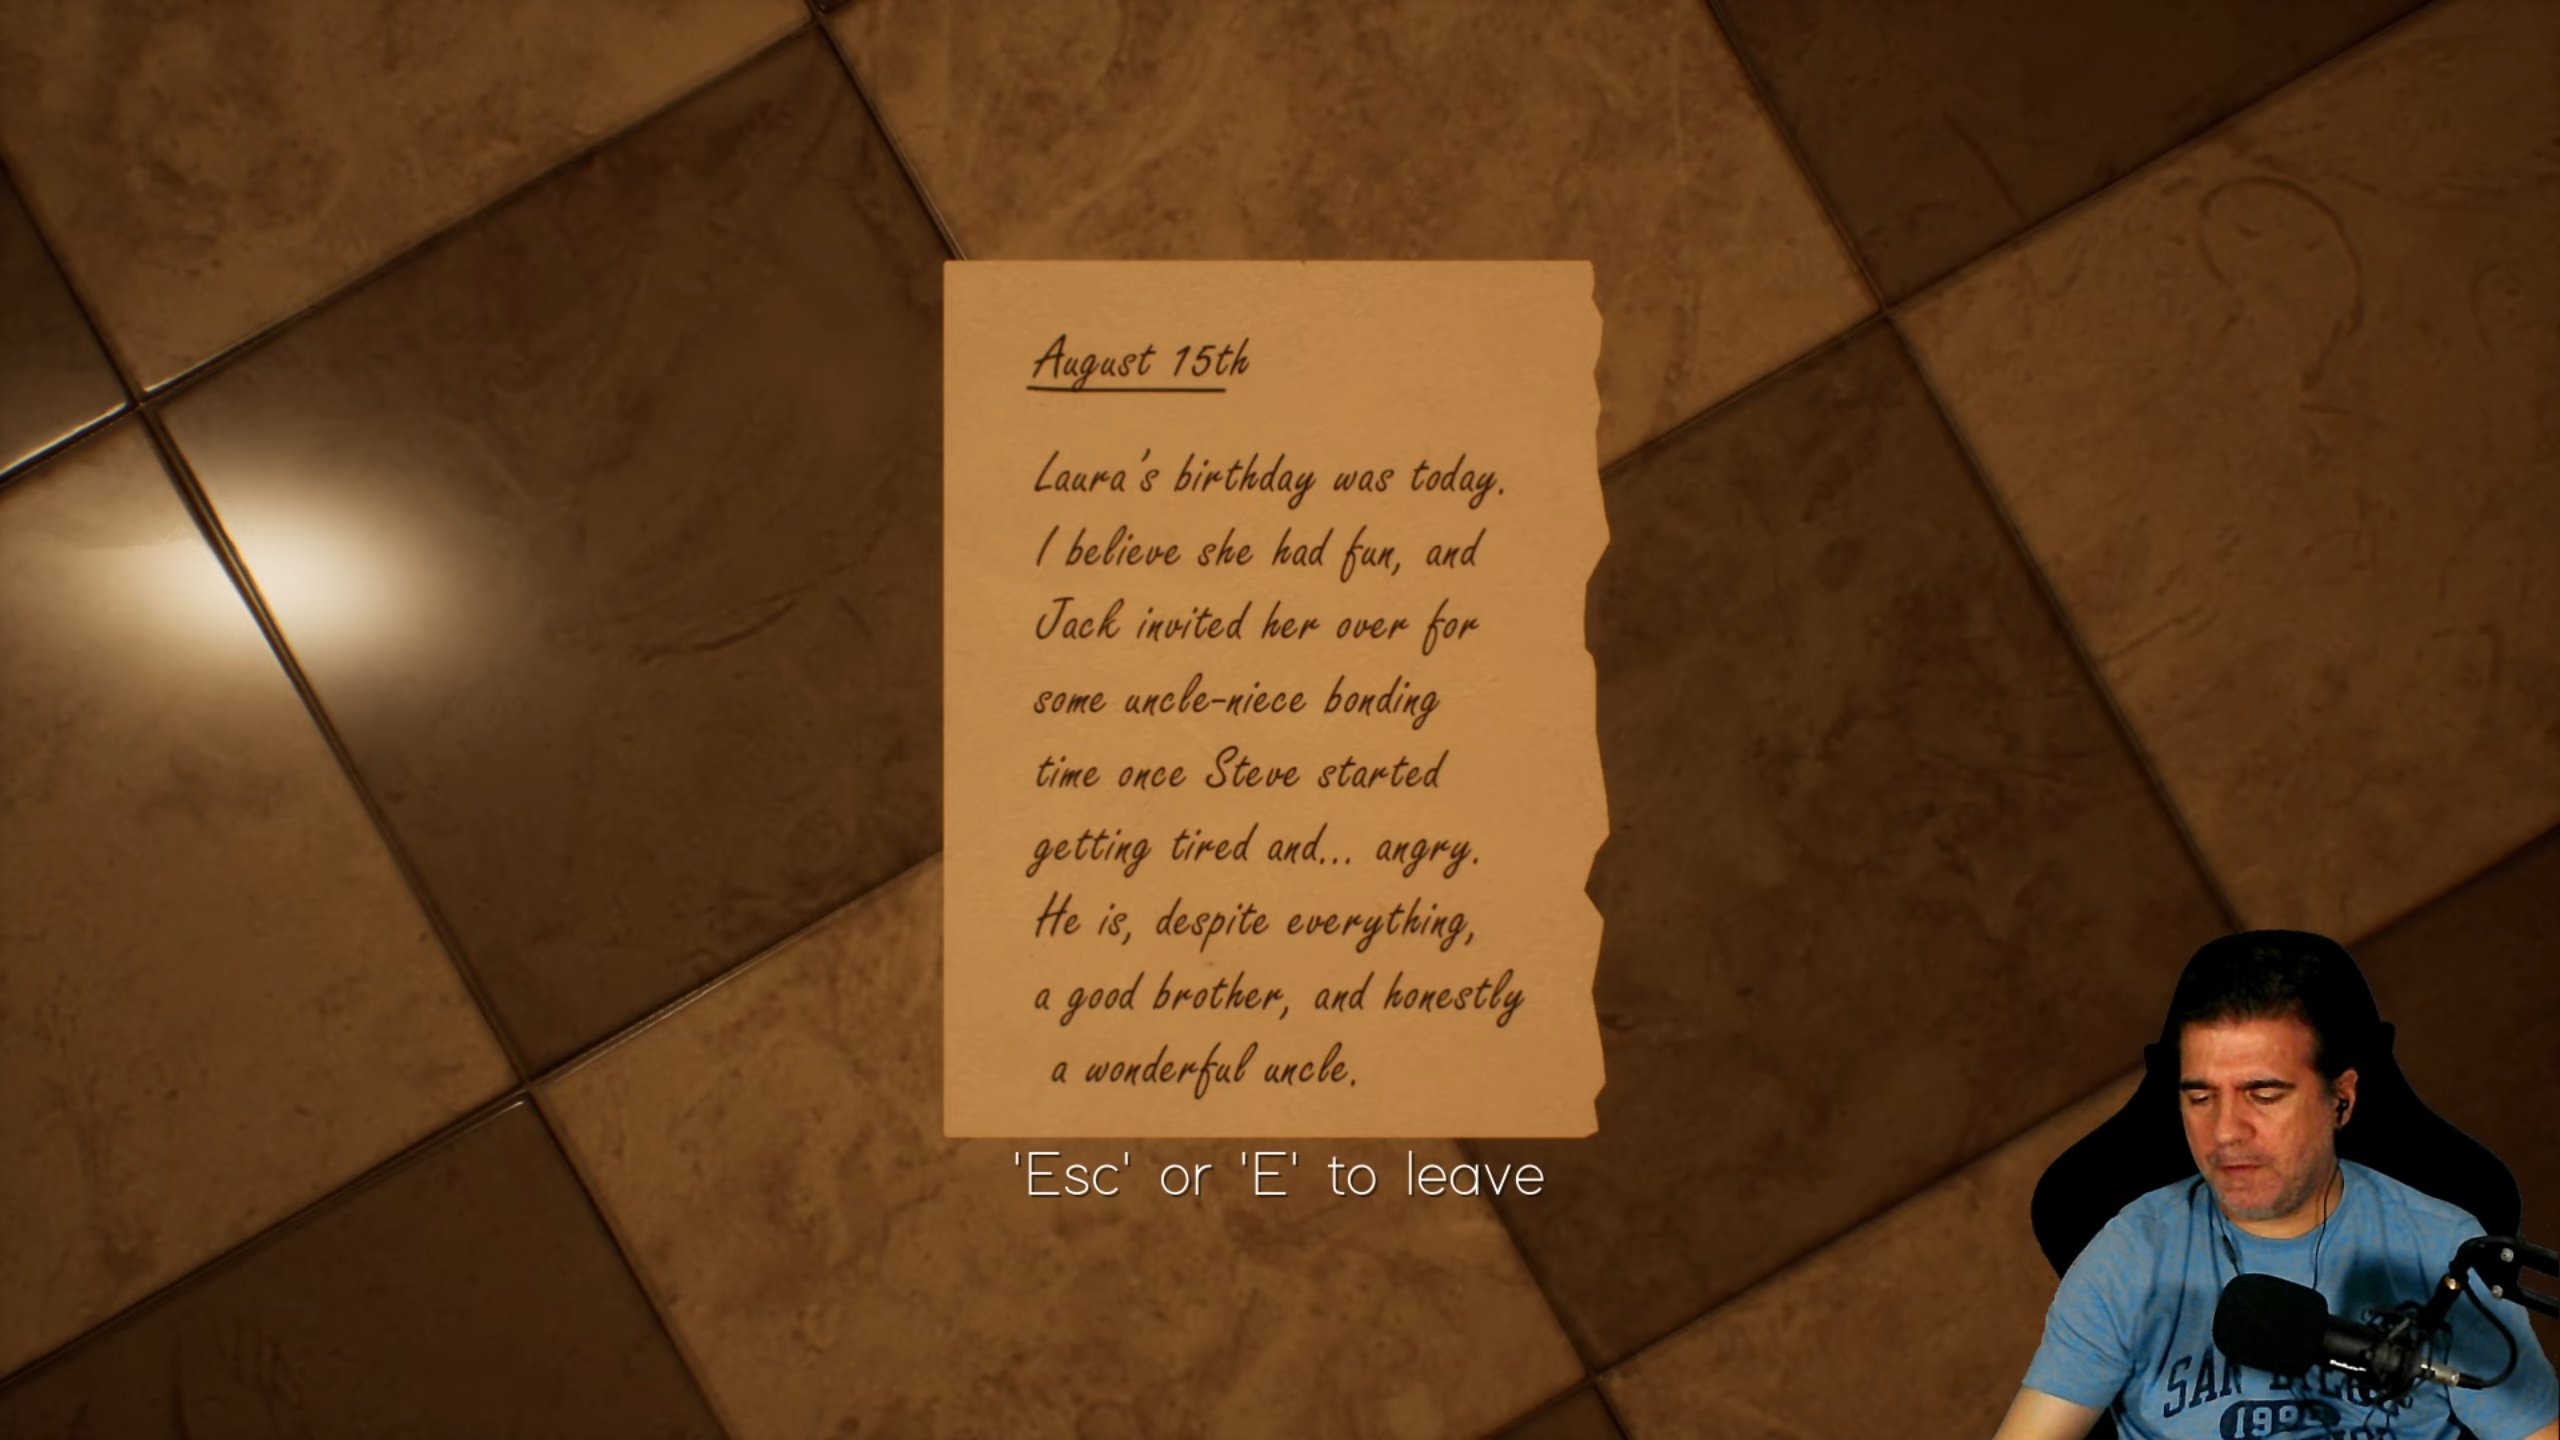 August 15th
Laura's birthday was today.
I believe she had fun, and
Jack invited her over for
some uncle-niece bonding
time once Steve started
getting tired and... angry.
He is, despite everything,
a good brother, and honestly
a wonderful uncle.
'Esc' or 'E' to leave
SAN